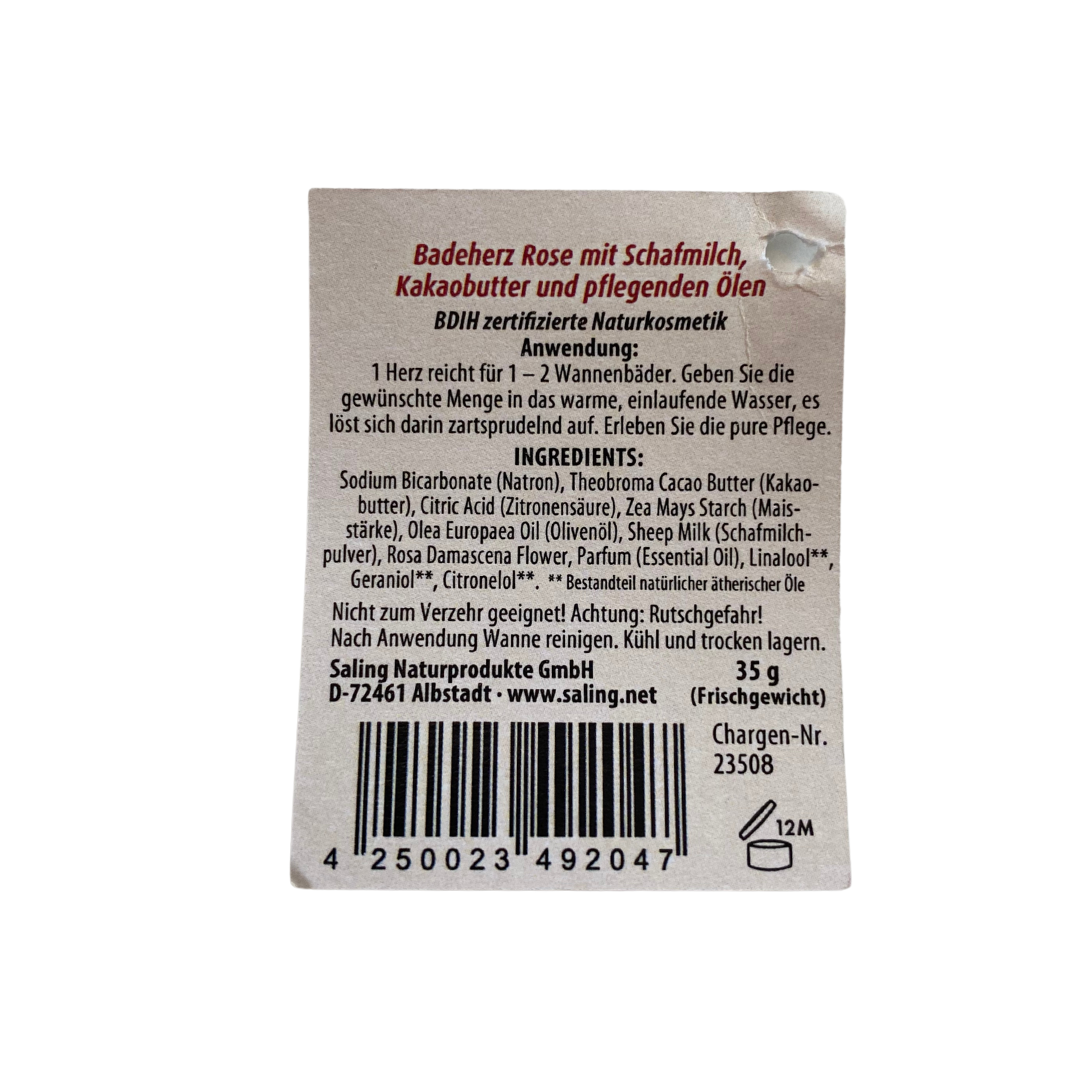 Badeherz Rose mit Schafmilch,
Kakaobutter und pflegenden Ölen
BDIH zertifizierte Naturkosmetik
Anwendung:
1 Herz reicht für 1 – 2 Wannenbäder. Geben Sie die
gewünschte Menge in das warme, einlaufende Wasser, es
löst sich darin zartsprudelnd auf. Erleben Sie die pure Pflege.
INGREDIENTS:
Sodium Bicarbonate (Natron), Theobroma Cacao Butter (Kakao-
butter), Citric Acid (Zitronensäure), Zea Mays Starch (Mais-
stärke), Olea Europaea Oil (Olivenöl), Sheep Milk (Schafmilch-
pulver), Rosa Damascena Flower, Parfum (Essential Oil), Linalool**,
Geraniol**, Citronelol**. ** Bestandteil natürlicher ätherischer Öle
Nicht zum Verzehr geeignet! Achtung: Rutschgefahr!
Nach Anwendung Wanne reinigen. Kühl und trocken lagern.
Saling Naturprodukte GmbH
D-72461 Albstadt · www.saling.net
35 g
(Frischgewicht)
Chargen-Nr.
23508
12M
4 250023 492047